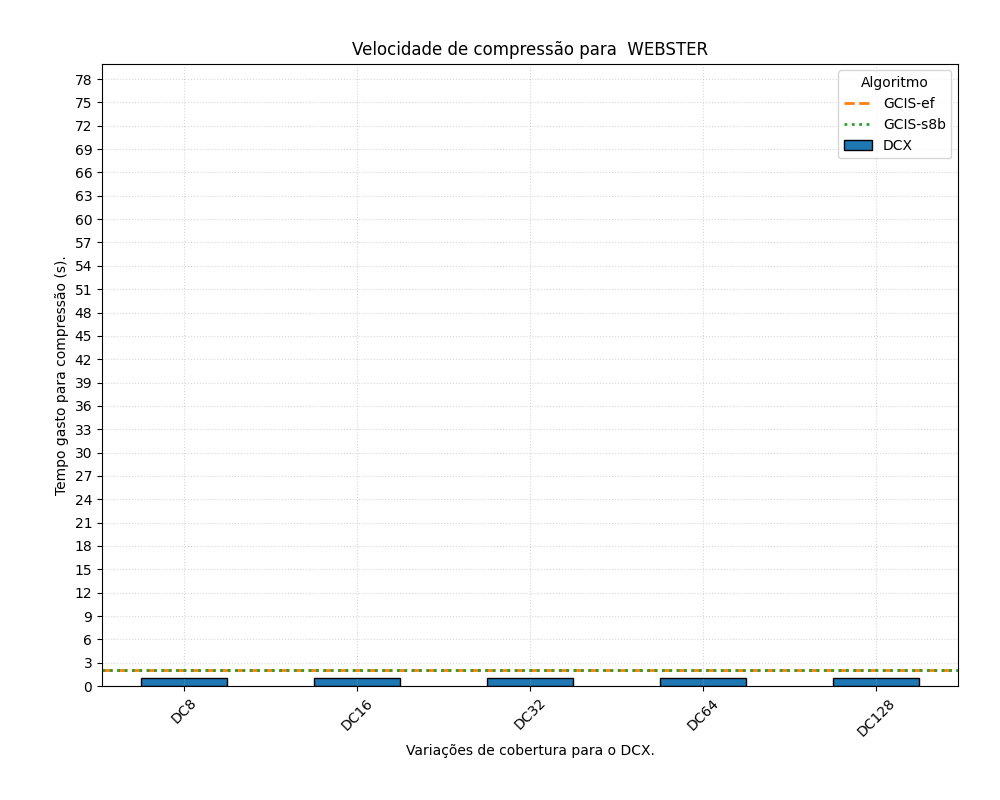 Velocidade de compressão para  WEBSTER
Algoritmo
GCIS-ef
GCIS-s8b
DCX
Tempo gasto para compressão (s).
78
75
72
69
66
63
60
57
54
51
48
45
42
39
36
33
30
27
24
21
18
15
12
9
6
3
0
DC8
DC16
DC32
DC64
DC128
Variações de cobertura para o DCX.